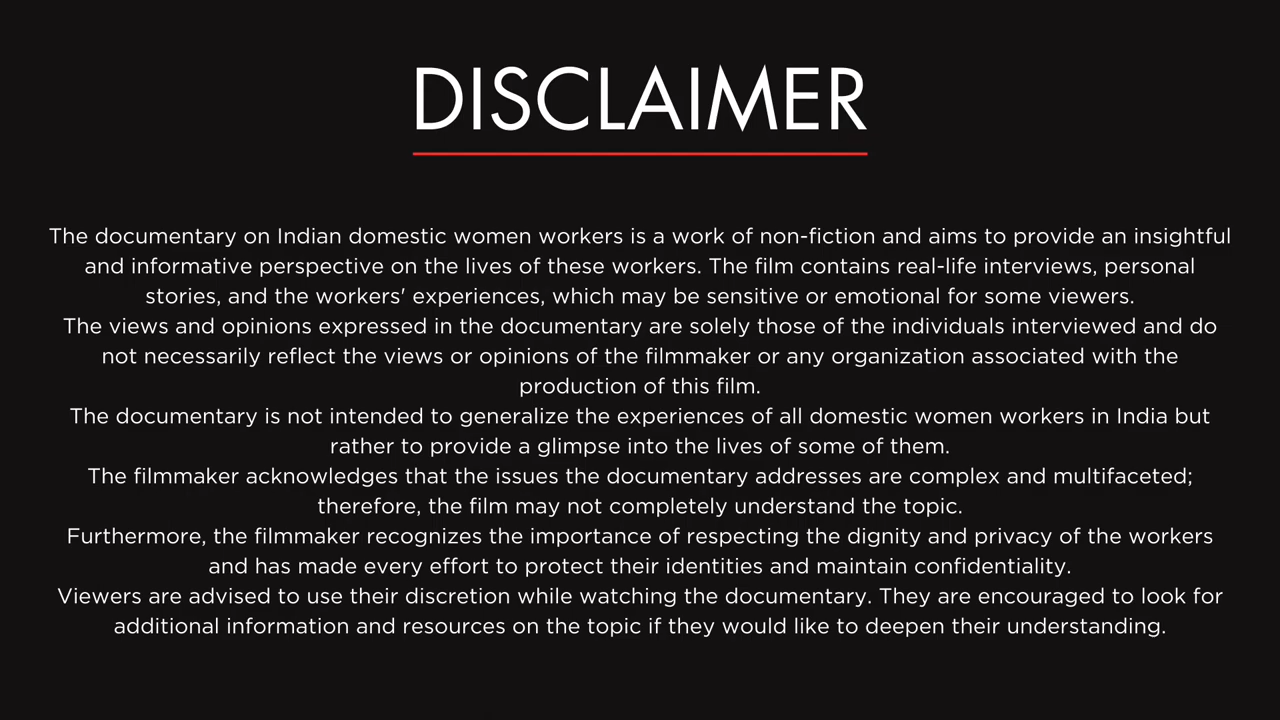 DISCLAIMER
The documentary on Indian domestic women workers is a work of non-fiction and aims to provide an insightful
and informative perspective on the lives of these workers. The film contains real-life interviews, personal
stories, and the workers' experiences, which may be sensitive or emotional for some viewers.
The views and opinions expressed in the documentary are solely those of the individuals interviewed and do
not necessarily reflect the views or opinions of the filmmaker or any organization associated with the
production of this film.
The documentary is not intended to generalize the experiences of all domestic women workers in India but
rather to provide a glimpse into the lives of some of them.
The filmmaker acknowledges that the issues the documentary addresses are complex and multifaceted;
therefore, the film may not completely understand the topic.
Furthermore, the filmmaker recognizes the importance of respecting the dignity and privacy of the workers
and has made every effort to protect their identities and maintain confidentiality.
Viewers are advised to use their discretion while watching the documentary. They are encouraged to look for
additional information and resources on the topic if they would like to deepen their understanding.